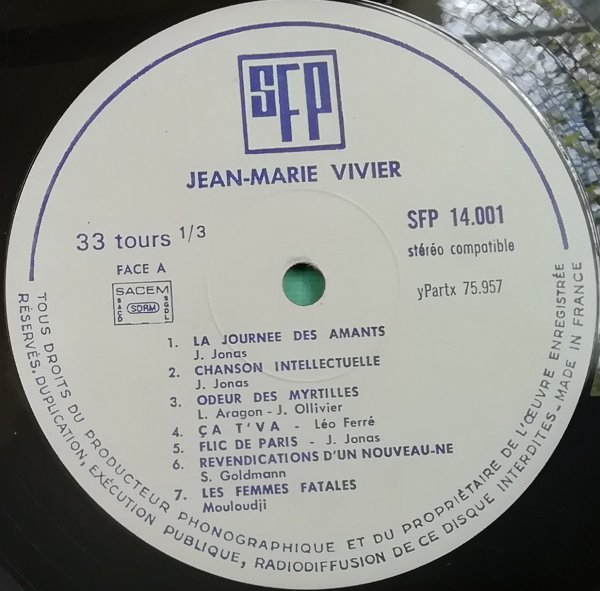 SFP
JEAN-MARIE VIVIER
33 tours 1/3
SFP 14.001
stéréo compatible
FACE A
SACEM
SACD SDRM SGDL
yPartx 75.957
1. LA JOURNEE DES AMANTS
J. Jonas
2. CHANSON INTELLECTUELLE
J. Jonas
3. ODEUR DES MYRTILLES
L. Aragon - J. Ollivier
4. ÇA T'VA - Léo Ferré
5. FLIC DE PARIS - J. Jonas
6. REVENDICATIONS D'UN NOUVEAU-NE
S. Goldmann
7. LES FEMMES FATALES
Mouloudji
TOUS DROITS DU PRODUCTEUR PHONOGRAPHIQUE ET DU PROPRIÉTAIRE DE L'ŒUVRE ENREGISTRÉE
RÉSERVÉS. DUPLICATION, EXÉCUTION PUBLIQUE, RADIODIFFUSION DE CE DISQUE INTERDITES - MADE IN FRANCE